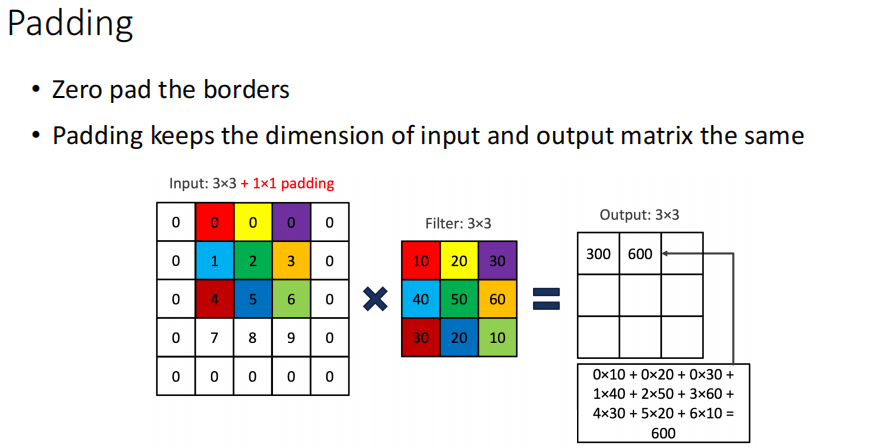 Padding
• Zero pad the borders
• Padding keeps the dimension of input and output matrix the same
Input: 3×3 + 1×1 padding
0 0 0 0 0
0 1 2 3 0
0 4 5 6 0
0 7 8 9 0
0 0 0 0 0
×
Filter: 3×3
10 20 30
40 50 60
30 20 10
=
Output: 3×3
300 600
0×10 + 0×20 + 0×30 +
1×40 + 2×50 + 3×60 +
4×30 + 5×20 + 6×10 =
600